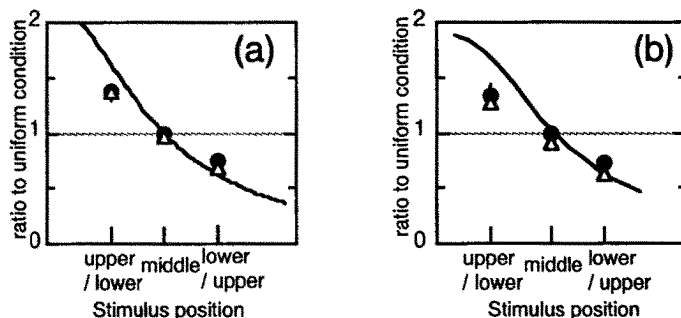 2
(a)
ratio to uniform condition
1
0
upper
/ lower
middle
lower
/ upper
Stimulus position
2
(b)
ratio to uniform condition
1
0
upper
/ lower
middle
lower
/ upper
Stimulus position